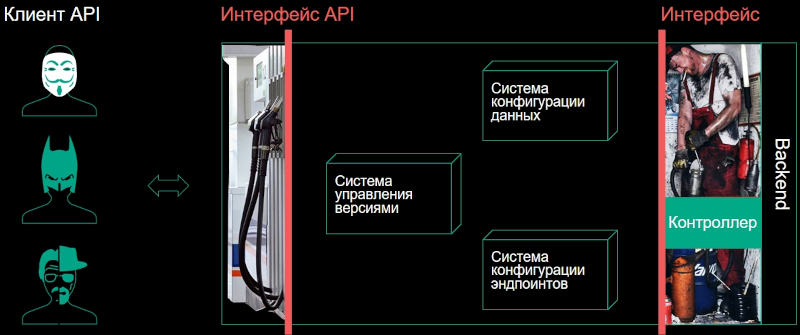 Клиент API
Интерфейс API
Интерфейс
Система
конфигурации
данных
Система
управления
версиями
Система
конфигурации
эндпоинтов
Контроллер
Backend